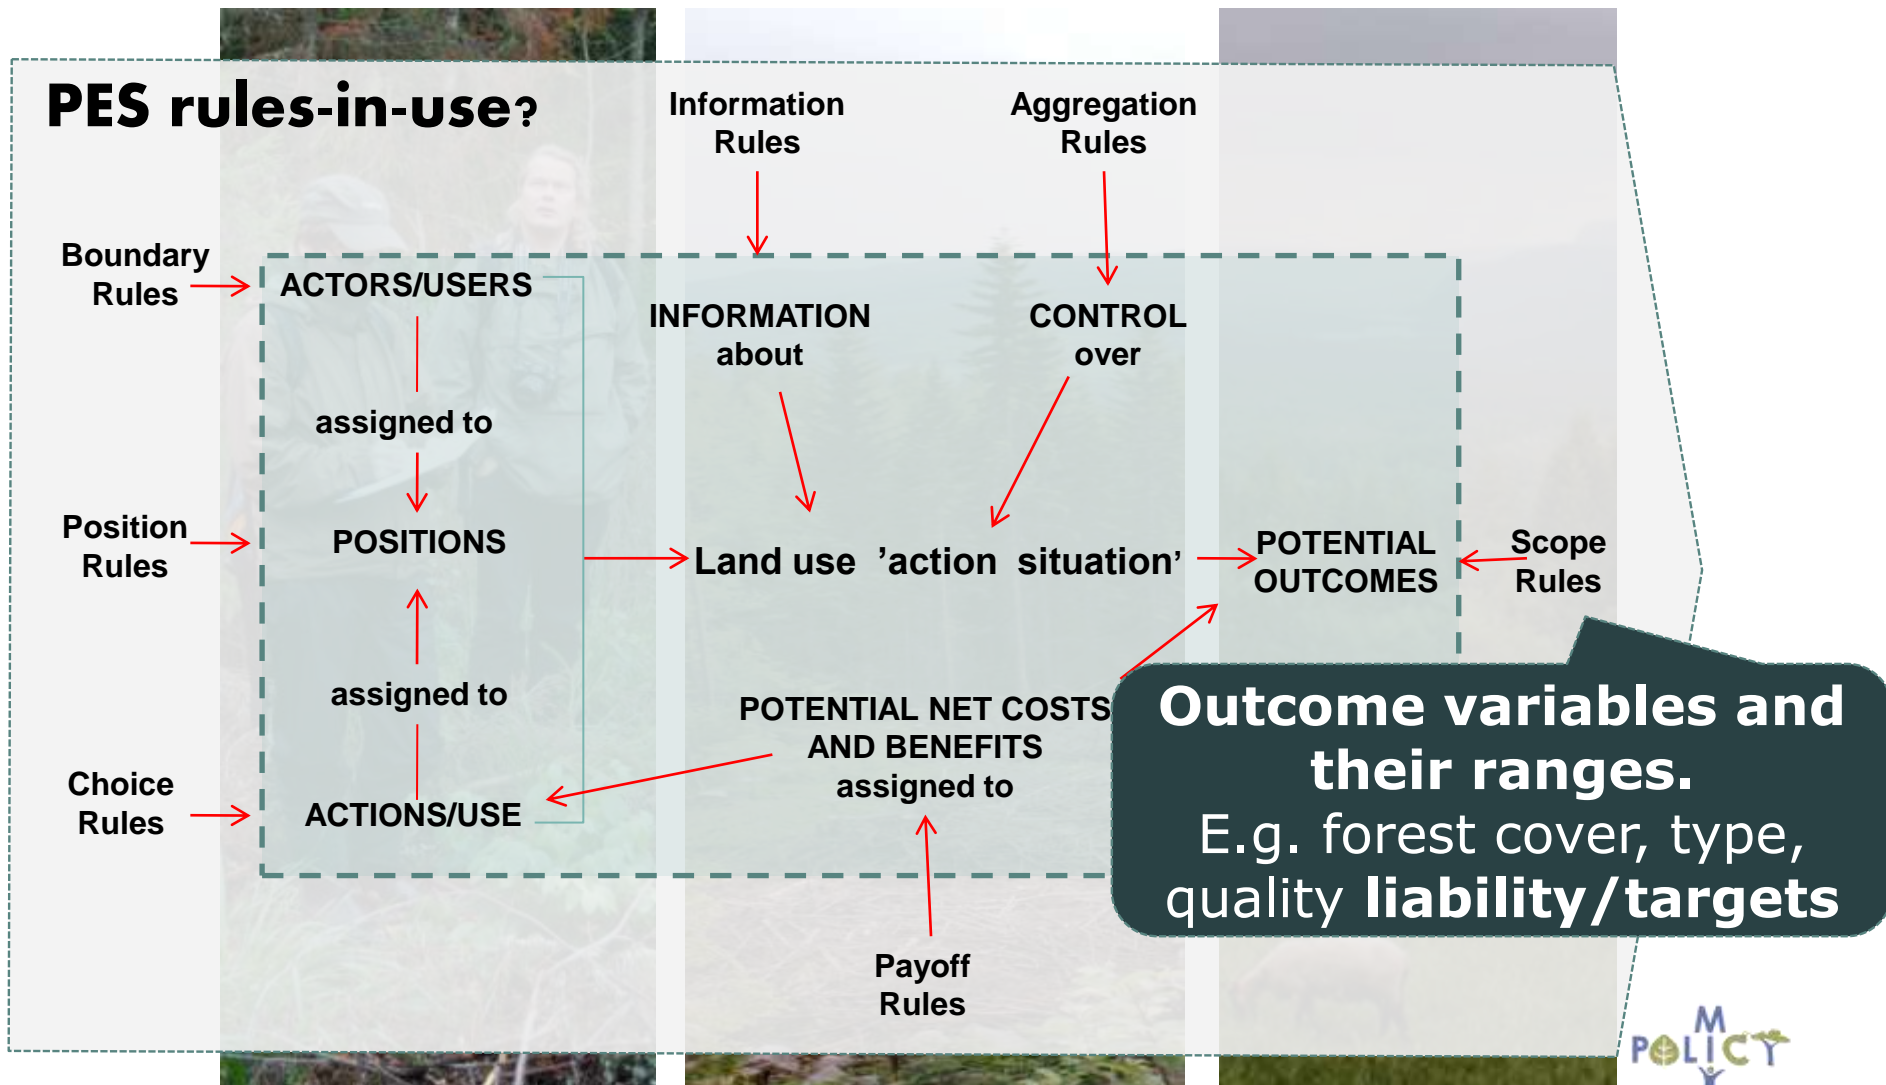 PES rules-in-use?
Information
Rules
Aggregation
Rules
Boundary
Rules
ACTORS/USERS
INFORMATION
about
CONTROL
over
assigned to
Position
Rules
POSITIONS
Land use ’action situation’
POTENTIAL
OUTCOMES
Scope
Rules
assigned to
POTENTIAL NET COSTS
AND BENEFITS
assigned to
Choice
Rules
ACTIONS/USE
Outcome variables and
their ranges.
E.g. forest cover, type,
quality liability/targets
Payoff
Rules
POLICY
M